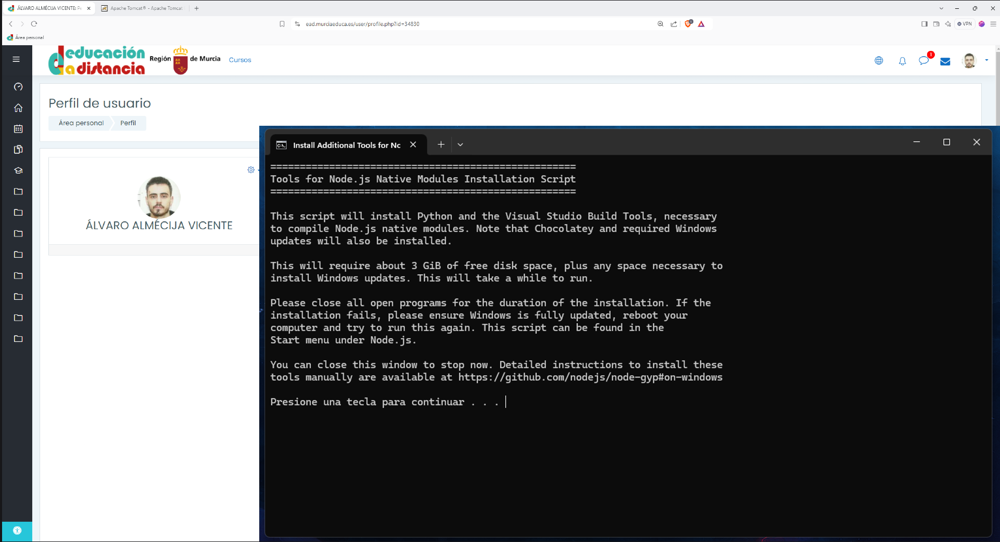 ÁLVARO ALMÉCIJA VICENTE: Pe
Apache Tomcat® - Apache Tomcat
ead.murciaeduca.es/user/profile.php?id=34830
VPN
Área personal
educación
a distancia
Región de Murcia
Cursos
1
Perfil de usuario
Área personal
Perfil
ÁLVARO ALMÉCIJA VICENTE
Install Additional Tools for No
====================================================
Tools for Node.js Native Modules Installation Script
====================================================
This script will install Python and the Visual Studio Build Tools, necessary
to compile Node.js native modules. Note that Chocolatey and required Windows
updates will also be installed.
This will require about 3 GiB of free disk space, plus any space necessary to
install Windows updates. This will take a while to run.
Please close all open programs for the duration of the installation. If the
installation fails, please ensure Windows is fully updated, reboot your
computer and try to run this again. This script can be found in the
Start menu under Node.js.
You can close this window to stop now. Detailed instructions to install these
tools manually are available at https://github.com/nodejs/node-gyp#on-windows
Presione una tecla para continuar . . .